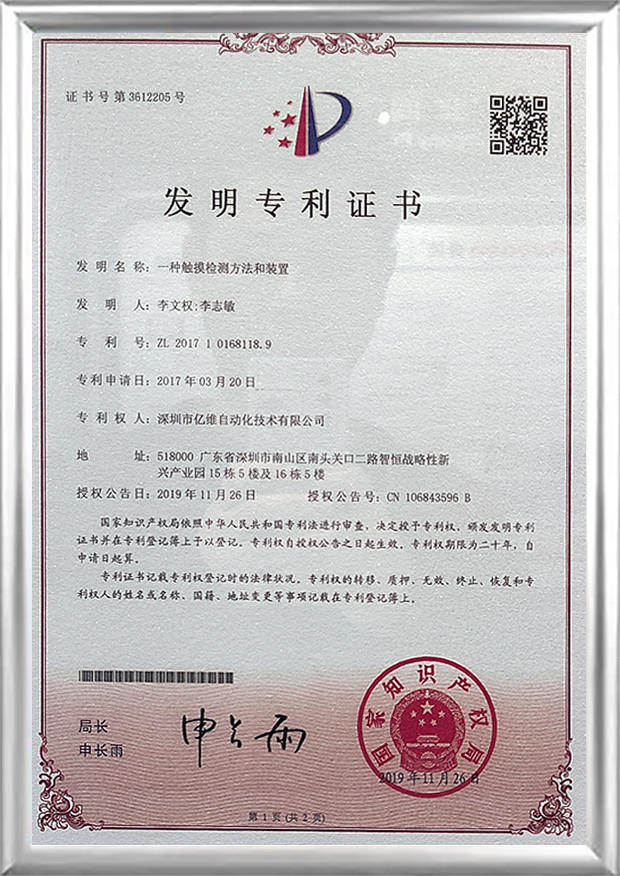 证书号第3612205号
发明专利证书
发明名称：一种触摸检测方法和装置
发明人：李文权;李志敏
专利号：ZL 2017 1 0168118.9
专利申请日：2017年03月20日
专利权人：深圳市亿维自动化技术有限公司
地址：518000 广东省深圳市南山区南头关口二路智恒战略性新
兴产业园15栋5楼及16栋5楼
授权公告日：2019年11月26日 授权公告号：CN 106843596 B
国家知识产权局依照中华人民共和国专利法进行审查，决定授予专利权，颁发发明专利
证书并在专利登记簿上予以登记。专利权自授权公告之日起生效。专利权期限为二十年，自
申请日起算。
专利证书记载专利权登记时的法律状况。专利权的转移、质押、无效、终止、恢复和专
利权人的姓名或名称、国籍、地址变更等事项记载在专利登记簿上。
局长
申长雨
申长雨
国家知识产权局
2019年11月26日
第1页(共2页)